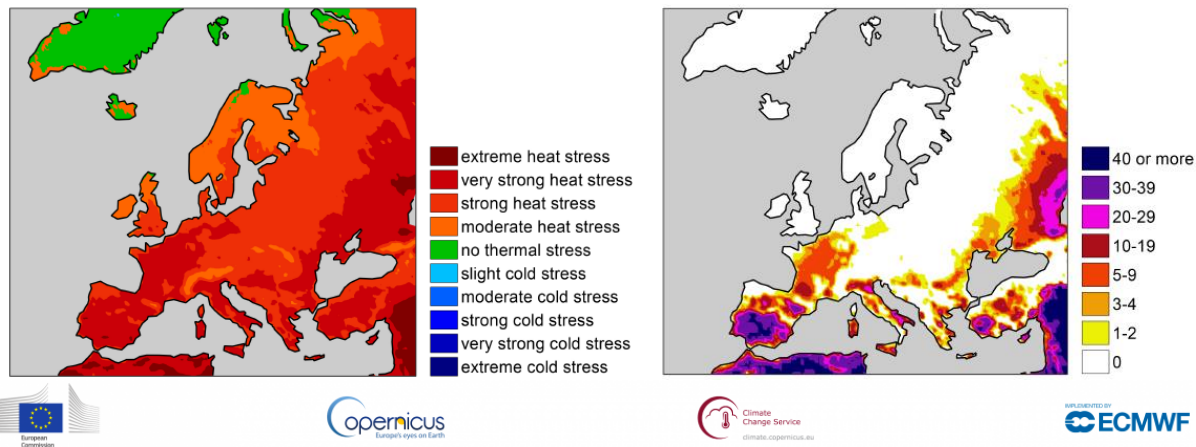 extreme heat stress
very strong heat stress
strong heat stress
moderate heat stress
no thermal stress
slight cold stress
moderate cold stress
strong cold stress
very strong cold stress
extreme cold stress
40 or more
30-39
20-29
10-19
5-9
3-4
1-2
0
European
Commission
opernicus
Europe's eyes on Earth
Climate
Change Service
climate.copernicus.eu
IMPLEMENTED BY
ECMWF